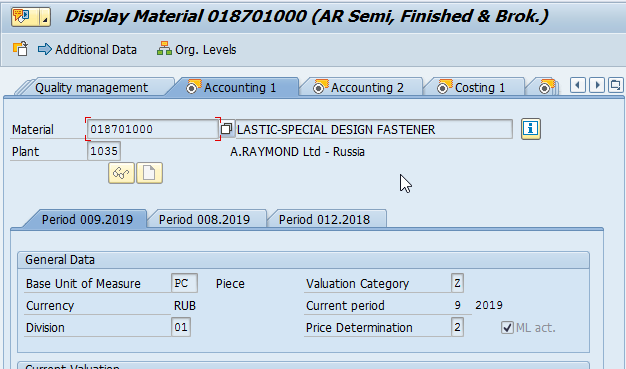 Display Material 018701000 (AR Semi, Finished & Brok.)
Additional Data Org. Levels
Quality management Accounting 1 Accounting 2 Costing 1
Material 018701000 LASTIC-SPECIAL DESIGN FASTENER
Plant 1035 A.RAYMOND Ltd - Russia
Period 009.2019 Period 008.2019 Period 012.2018
General Data
Base Unit of Measure PC Piece Valuation Category Z
Currency RUB Current period 9 2019
Division 01 Price Determination 2 ML act.
Current Valuation